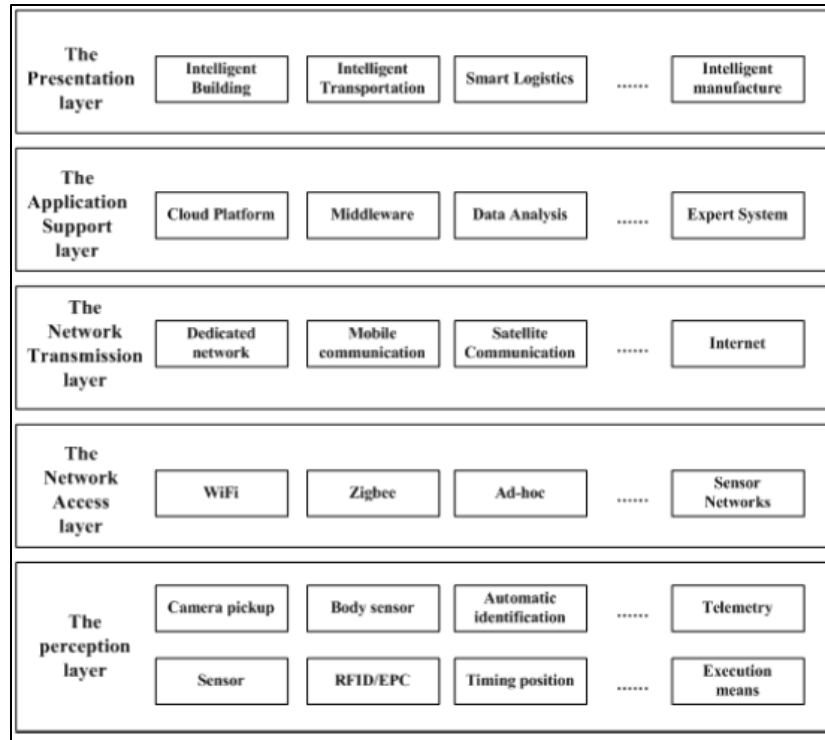 The
Presentation
layer
Intelligent
Building
Intelligent
Transportation
Smart Logistics
......
Intelligent
manufacture
The
Application
Support
layer
Cloud Platform
Middleware
Data Analysis
......
Expert System
The
Network
Transmission
layer
Dedicated
network
Mobile
communication
Satellite
Communication
......
Internet
The
Network
Access
layer
WiFi
Zigbee
Ad-hoc
......
Sensor
Networks
The
perception
layer
Camera pickup
Body sensor
Automatic
identification
......
Telemetry
Sensor
RFID/EPC
Timing position
......
Execution
means